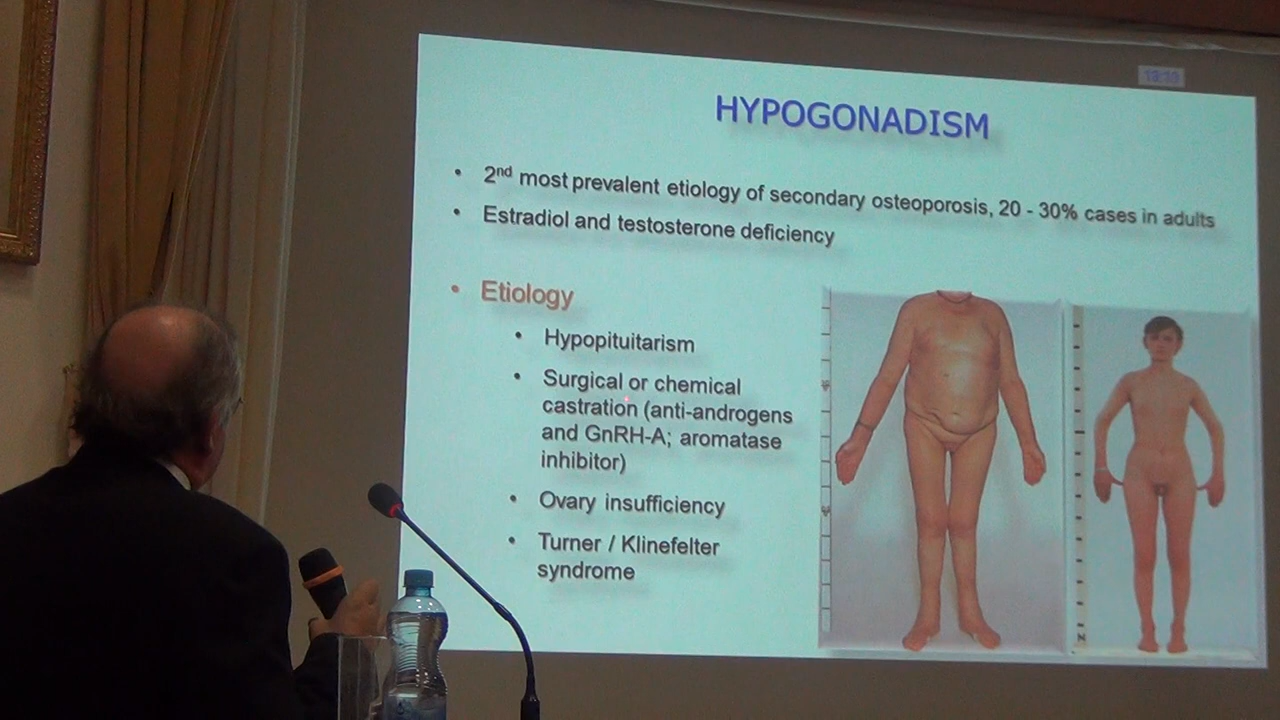 HYPOGONADISM
• 2nd most prevalent etiology of secondary osteoporosis, 20 - 30% cases in adults
• Estradiol and testosterone deficiency
• Etiology
• Hypopituitarism
• Surgical or chemical
castration (anti-androgens
and GnRH-A; aromatase
inhibitor)
• Ovary insufficiency
• Turner / Klinefelter
syndrome